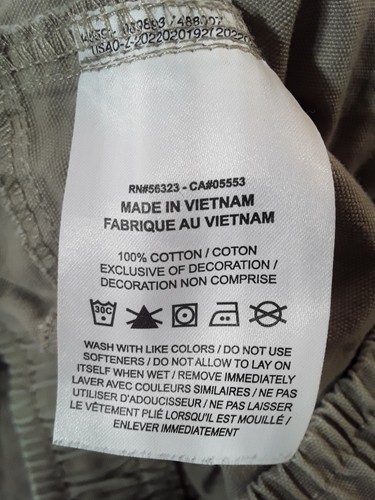 RN#56323 - CA#05553
MADE IN VIETNAM
FABRIQUE AU VIETNAM
100% COTTON / COTON
EXCLUSIVE OF DECORATION /
DECORATION NON COMPRISE
30C
WASH WITH LIKE COLORS / DO NOT USE
SOFTENERS / DO NOT ALLOW TO LAY ON
ITSELF WHEN WET / REMOVE IMMEDIATELY
LAVER AVEC COULEURS SIMILAIRES / NE PAS
UTILISER D'ADOUCISSEUR / NE PAS LAISSER
LE VÊTEMENT PLIÉ LORSQU'IL EST MOUILLÉ /
ENLEVER IMMEDIATEMENT